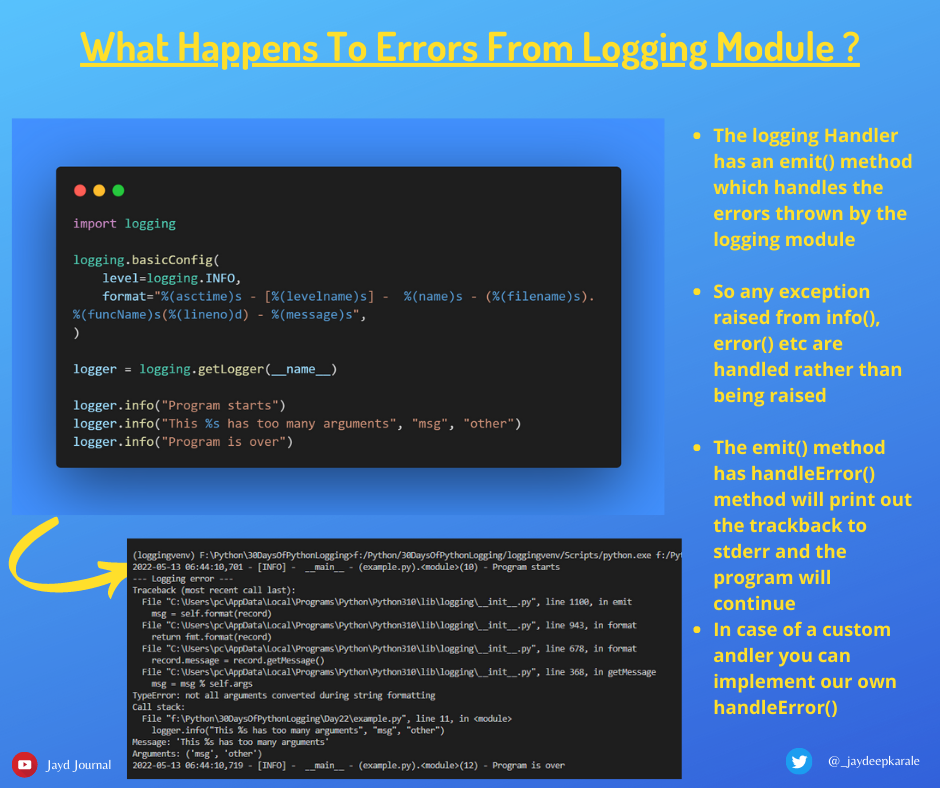 What Happens To Errors From Logging Module ?
import logging
logging.basicConfig(
level=logging.INFO,
format="%(asctime)s - [%(levelname)s] -  %(name)s - (%(filename)s).
%(funcName)s(%(lineno)d) - %(message)s",
)
logger = logging.getLogger(__name__)
logger.info("Program starts")
logger.info("This %s has too many arguments", "msg", "other")
logger.info("Program is over")
The logging Handler
has an emit() method
which handles the
errors thrown by the
logging module
So any exception
raised from info(),
error() etc are
handled rather than
being raised
The emit() method
has handleError()
method will print out
the trackback to
stderr and the
program will
continue
In case of a custom
andler you can
implement our own
handleError()
(loggingvenv) F:\Python\30DaysOfPythonLogging>f:/Python/30DaysOfPythonLogging/loggingvenv/Scripts/python.exe f:/Pyt
2022-05-13 06:44:10,701 - [INFO] -  __main__ - (example.py).<module>(10) - Program starts
--- Logging error ---
Traceback (most recent call last):
File "C:\Users\pc\AppData\Local\Programs\Python\Python310\lib\logging\__init__.py", line 1100, in emit
msg = self.format(record)
File "C:\Users\pc\AppData\Local\Programs\Python\Python310\lib\logging\__init__.py", line 943, in format
return fmt.format(record)
File "C:\Users\pc\AppData\Local\Programs\Python\Python310\lib\logging\__init__.py", line 678, in format
record.message = record.getMessage()
File "C:\Users\pc\AppData\Local\Programs\Python\Python310\lib\logging\__init__.py", line 368, in getMessage
msg = msg % self.args
TypeError: not all arguments converted during string formatting
Call stack:
File "f:\Python\30DaysOfPythonLogging\Day22\example.py", line 11, in <module>
logger.info("This %s has too many arguments", "msg", "other")
Message: 'This %s has too many arguments'
Arguments: ('msg', 'other')
2022-05-13 06:44:10,719 - [INFO] -  __main__ - (example.py).<module>(12) - Program is over
Jayd Journal
@_jaydeepkarale